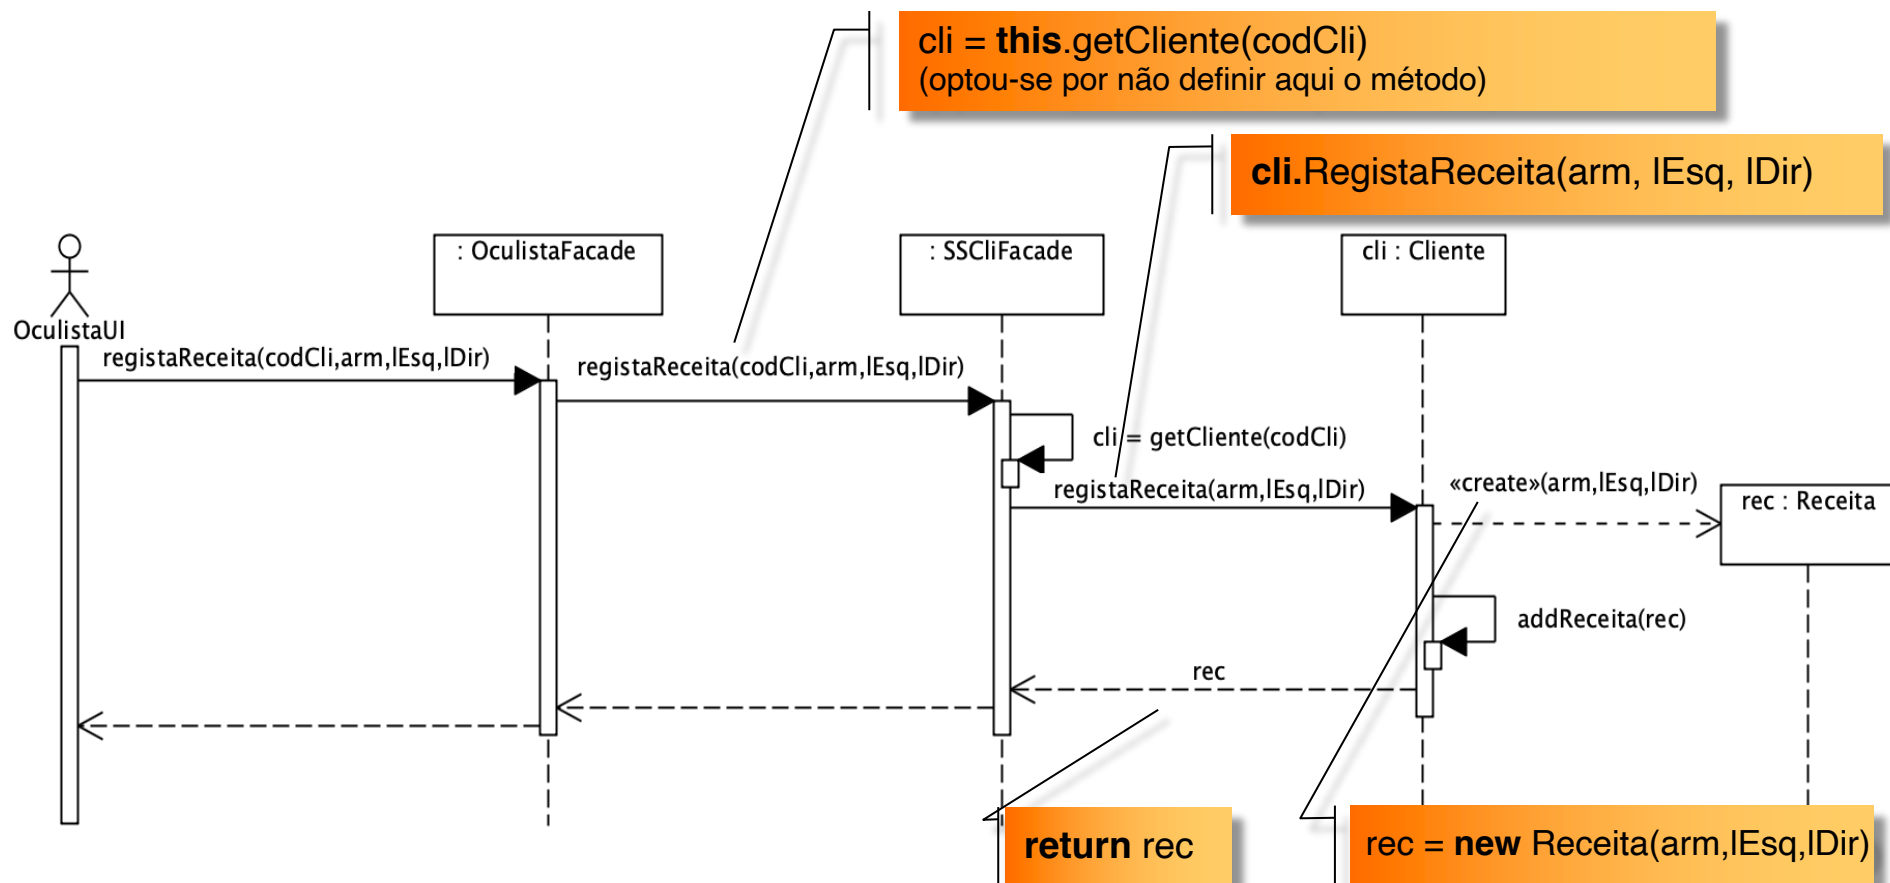 cli = this.getCliente(codCli)
(optou-se por não definir aqui o método)
cli.RegistaReceita(arm, lEsq, lDir)
: OculistaFacade
: SSCliFacade
cli : Cliente
OculistaUI
registaReceita(codCli,arm,lEsq,lDir)
registaReceita(codCli,arm,lEsq,lDir)
cli = getCliente(codCli)
registaReceita(arm,lEsq,lDir)
«create»(arm,lEsq,lDir)
rec : Receita
addReceita(rec)
rec
return rec
rec = new Receita(arm,lEsq,lDir)